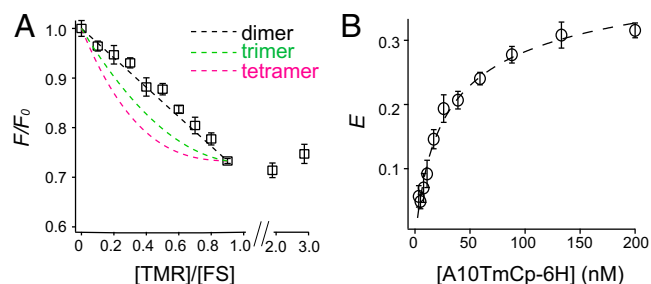 A
dimer
trimer
tetramer
1.0
0.9
0.8
0.7
0.6
F/F0
0 0.2 0.4 0.6 0.8 1.0 2.0 3.0
[TMR]/[FS]
B
0.3
0.2
0.1
E
0 50 100 150 200
[A10TmCp-6H] (nM)